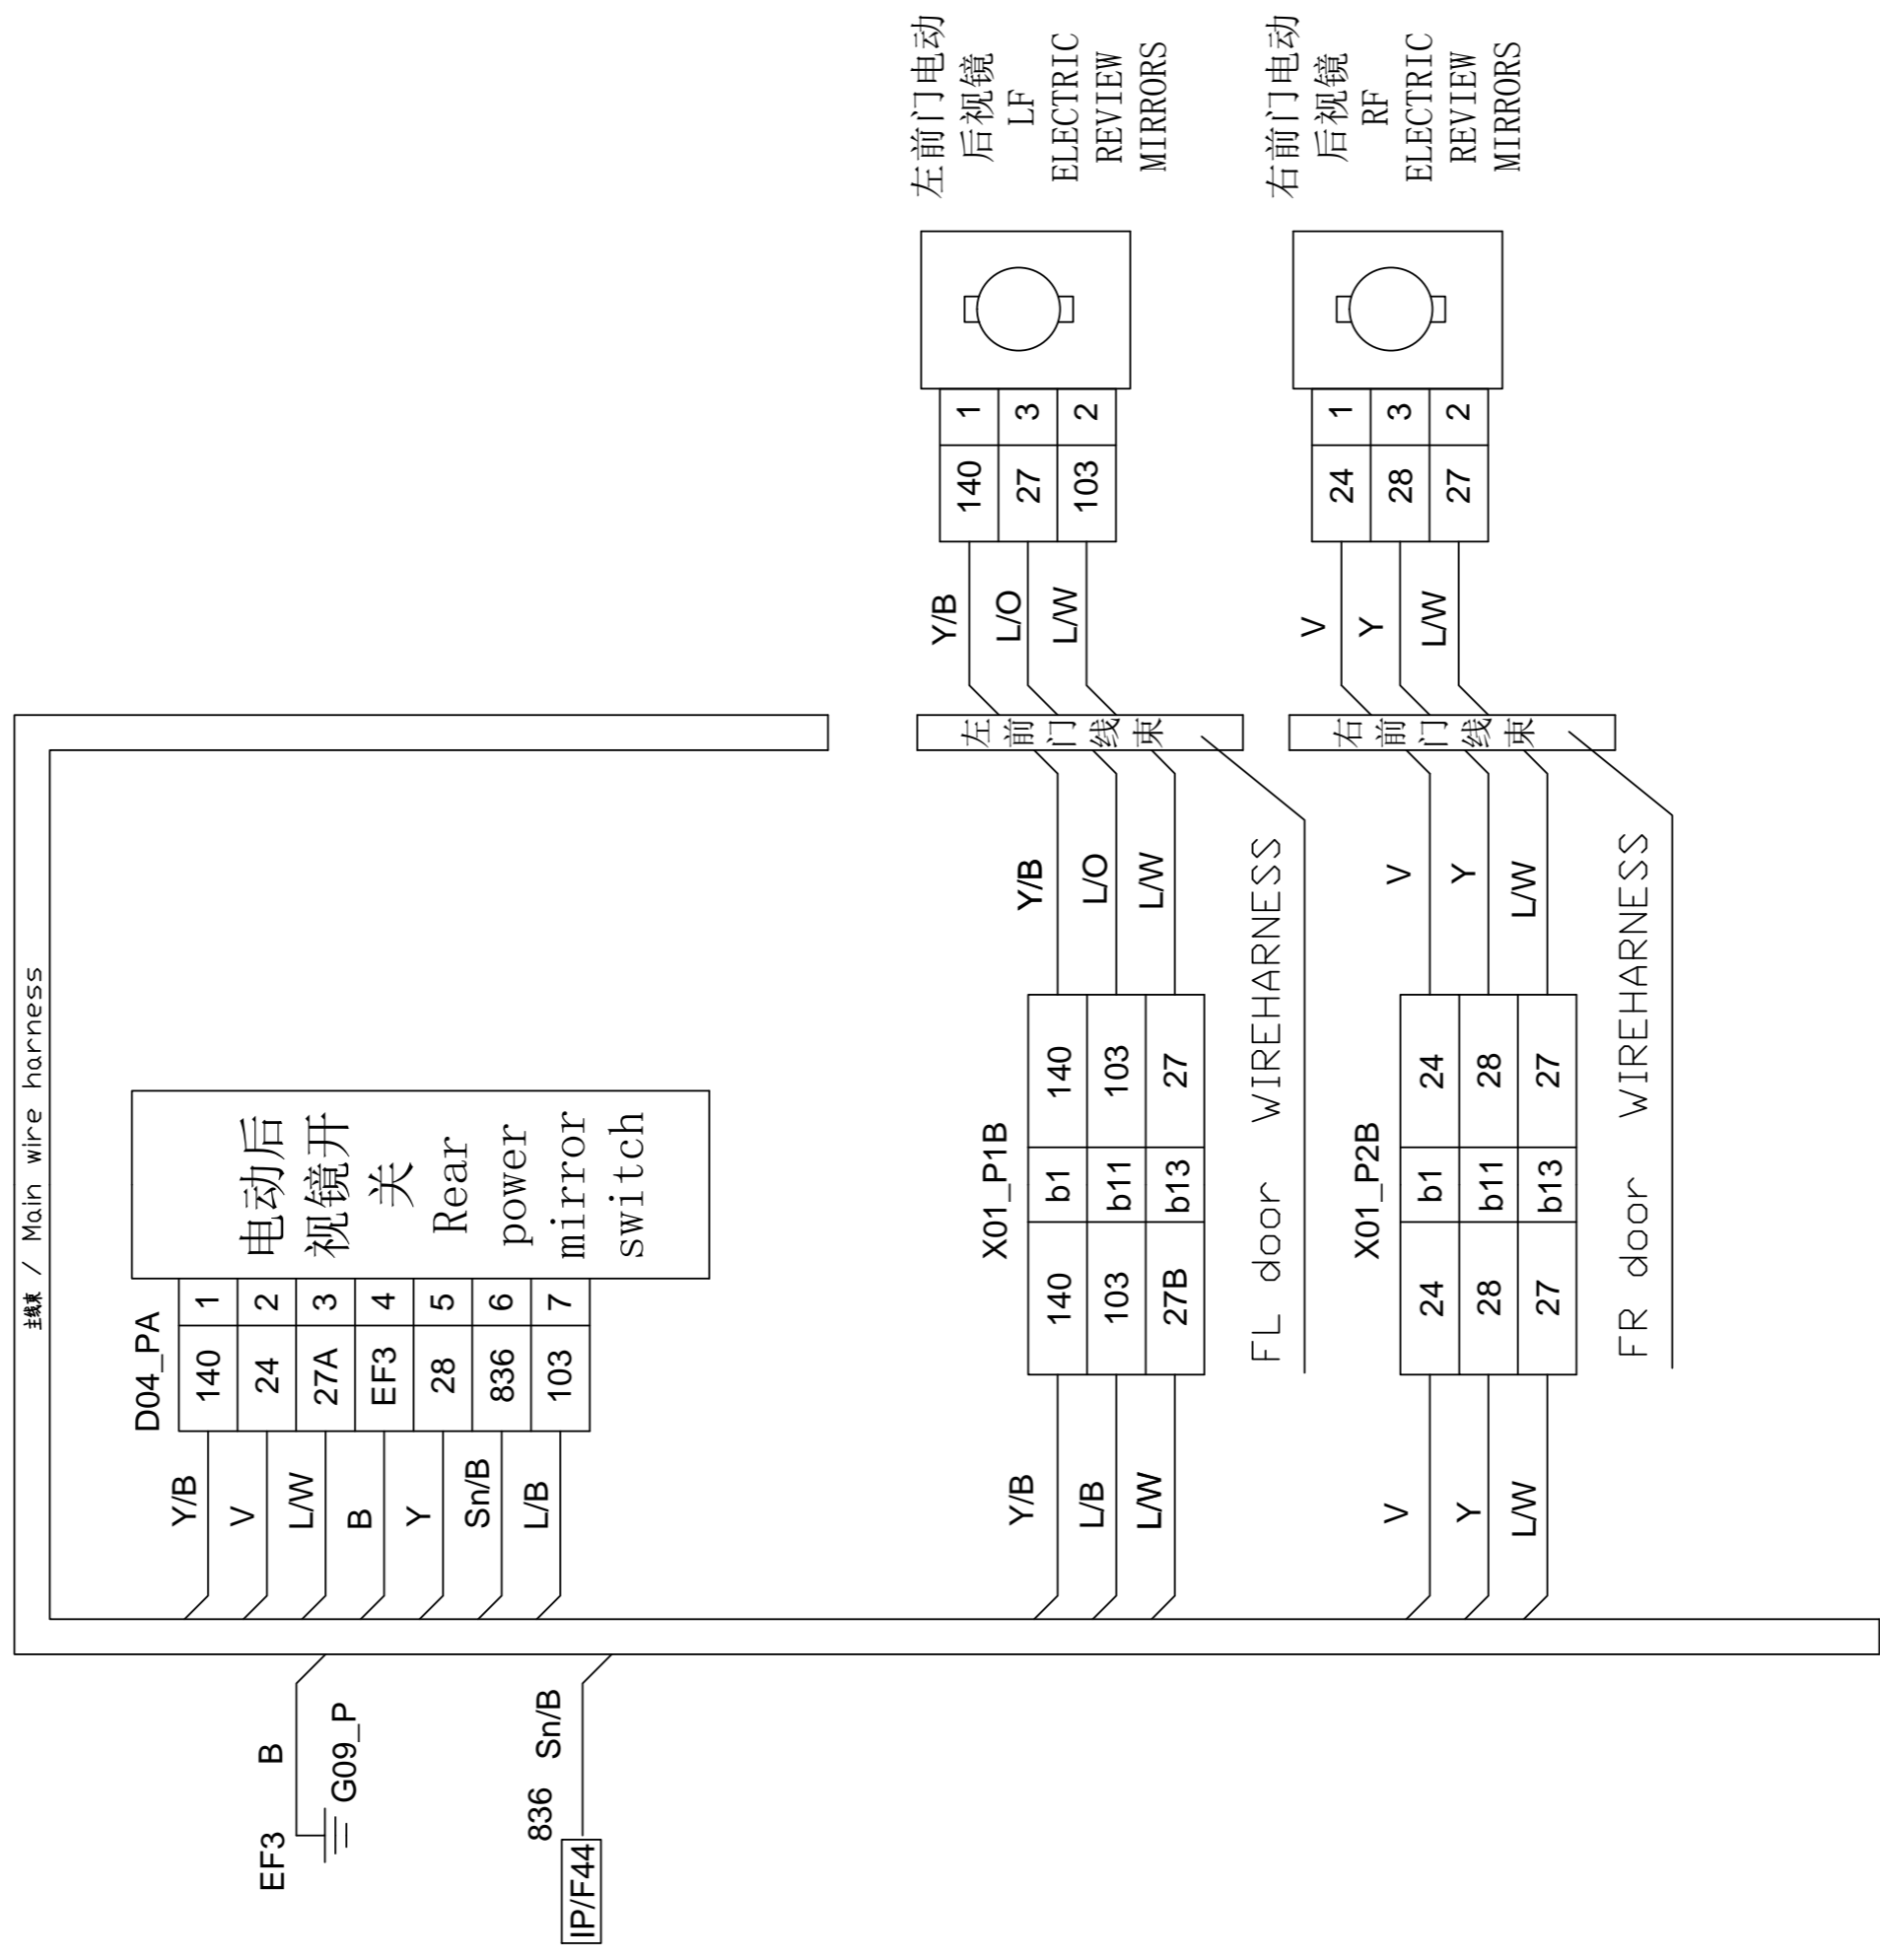 主线束 / Main wire harness
EF3
B
G09_P
836
Sn/B
IP/F44
D04_PA
Y/B
140
1
V
24
2
L/W
27A
3
B
EF3
4
Y
28
5
Sn/B
836
6
L/B
103
7
电动后
视镜开
关
Rear
power
mirror
switch
X01_P1B
Y/B
140
b1
140
Y/B
L/B
103
b11
103
L/O
L/W
27B
b13
27
L/W
FL door WIREHARNESS
左前门线束
Y/B
140
1
L/O
27
3
L/W
103
2
左前门电动
后视镜
LF
ELECTRIC
REVIEW
MIRRORS
X01_P2B
V
24
b1
24
V
Y
28
b11
28
Y
L/W
27
b13
27
L/W
FR door WIREHARNESS
右前门线束
V
24
1
Y
28
3
L/W
27
2
右前门电动
后视镜
RF
ELECTRIC
REVIEW
MIRRORS